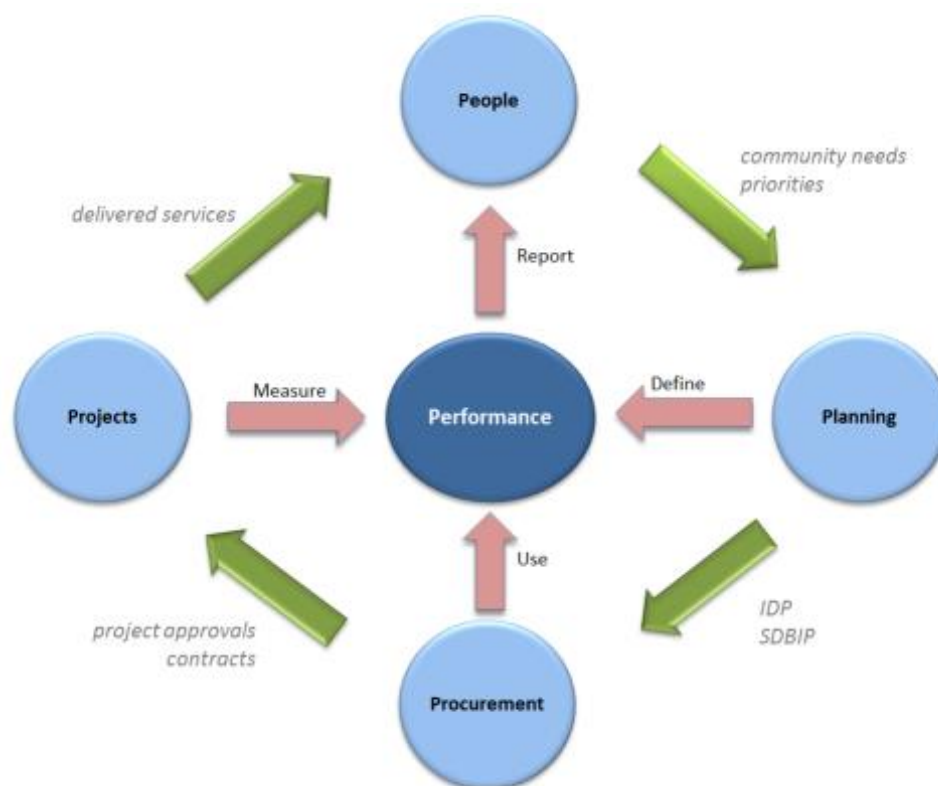 People
community needs
priorities
delivered services
Report
Measure
Define
Projects
Performance
Planning
Use
IDP
SDBIP
project approvals
contracts
Procurement